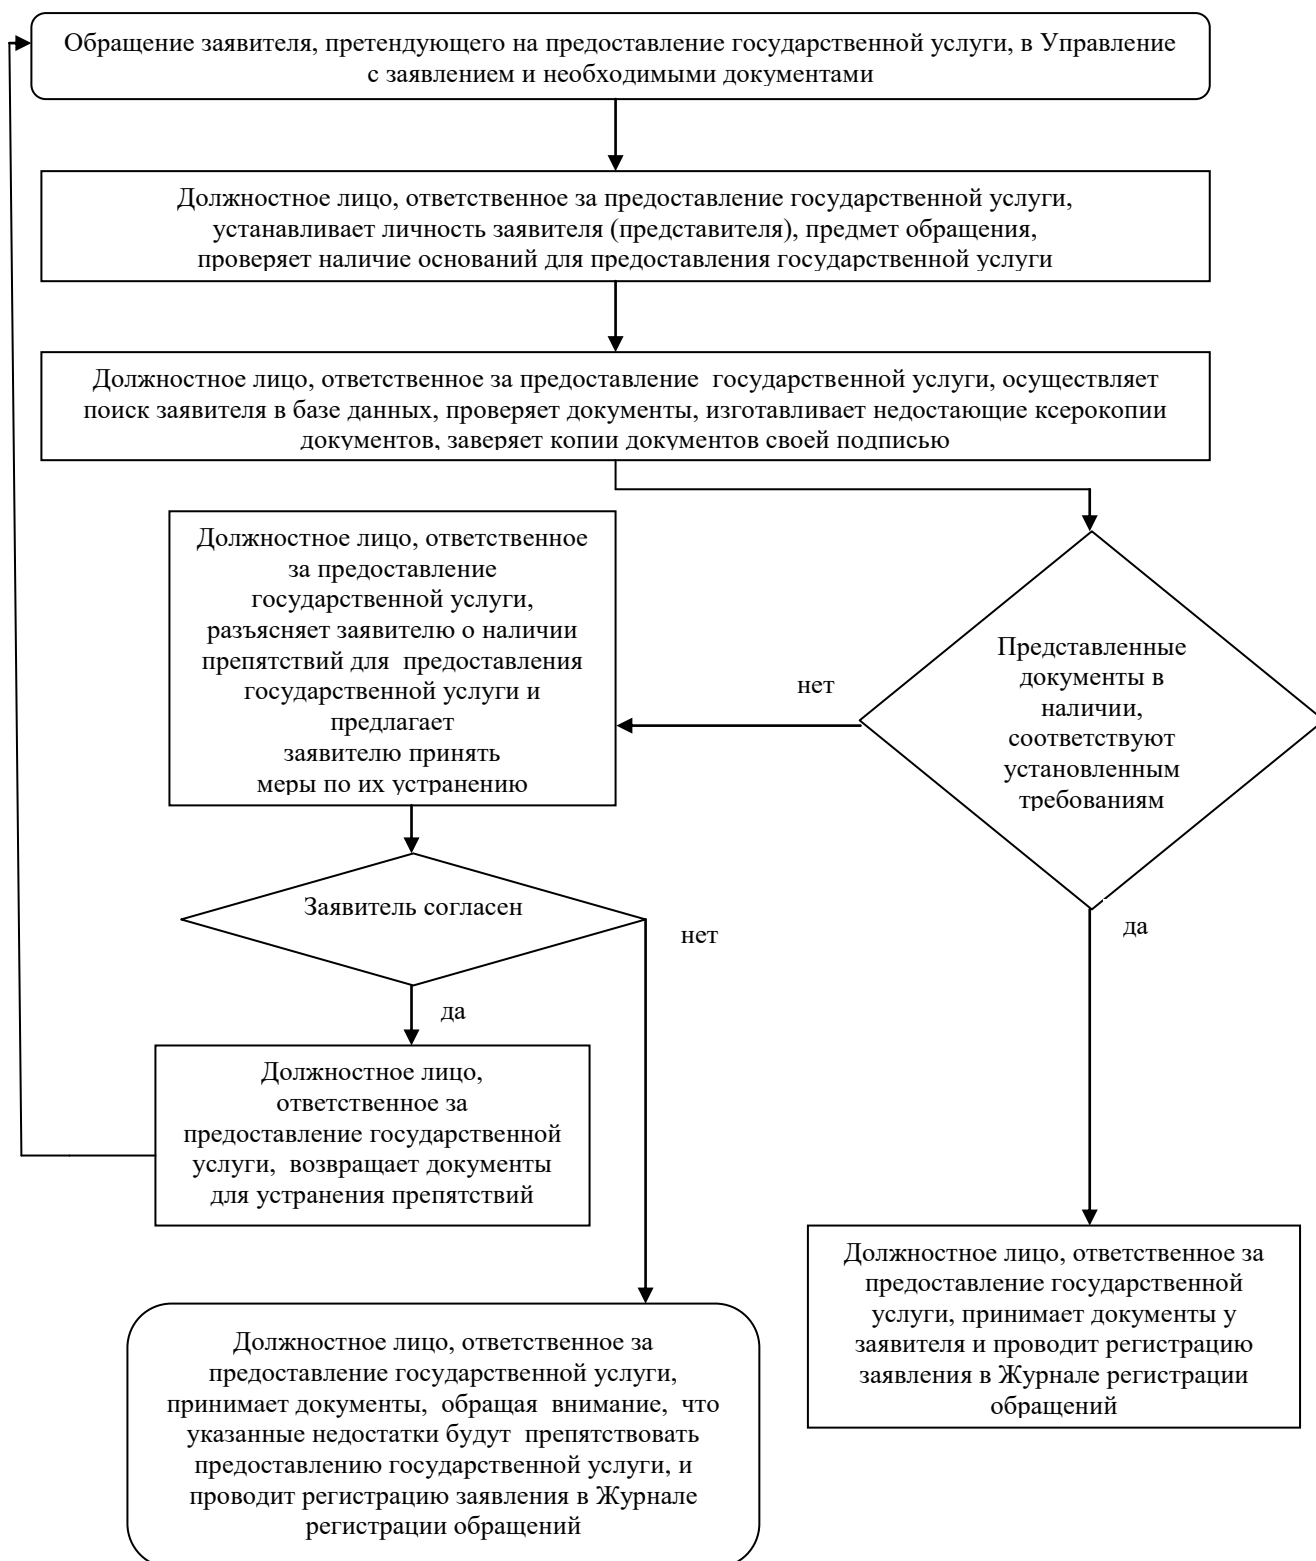 Обращение заявителя, претендующего на предоставление государственной услуги, в Управление
с заявлением и необходимыми документами
Должностное лицо, ответственное за предоставление государственной услуги,
устанавливает личность заявителя (представителя), предмет обращения,
проверяет наличие оснований для предоставления государственной услуги
Должностное лицо, ответственное за предоставление государственной услуги, осуществляет
поиск заявителя в базе данных, проверяет документы, изготавливает недостающие ксерокопии
документов, заверяет копии документов своей подписью
Должностное лицо, ответственное
за предоставление
государственной услуги,
разъясняет заявителю о наличии
препятствий для предоставления
государственной услуги и
предлагает
заявителю принять
меры по их устранению
нет
Представленные
документы в
наличии,
соответствуют
установленным
требованиям
Заявитель согласен
нет
да
да
Должностное лицо,
ответственное за
предоставление государственной
услуги, возвращает документы
для устранения препятствий
Должностное лицо, ответственное за
предоставление государственной
услуги, принимает документы у
заявителя и проводит регистрацию
заявления в Журнале регистрации
обращений
Должностное лицо, ответственное за
предоставление государственной услуги,
принимает документы, обращая внимание, что
указанные недостатки будут препятствовать
предоставлению государственной услуги, и
проводит регистрацию заявления в Журнале
регистрации обращений